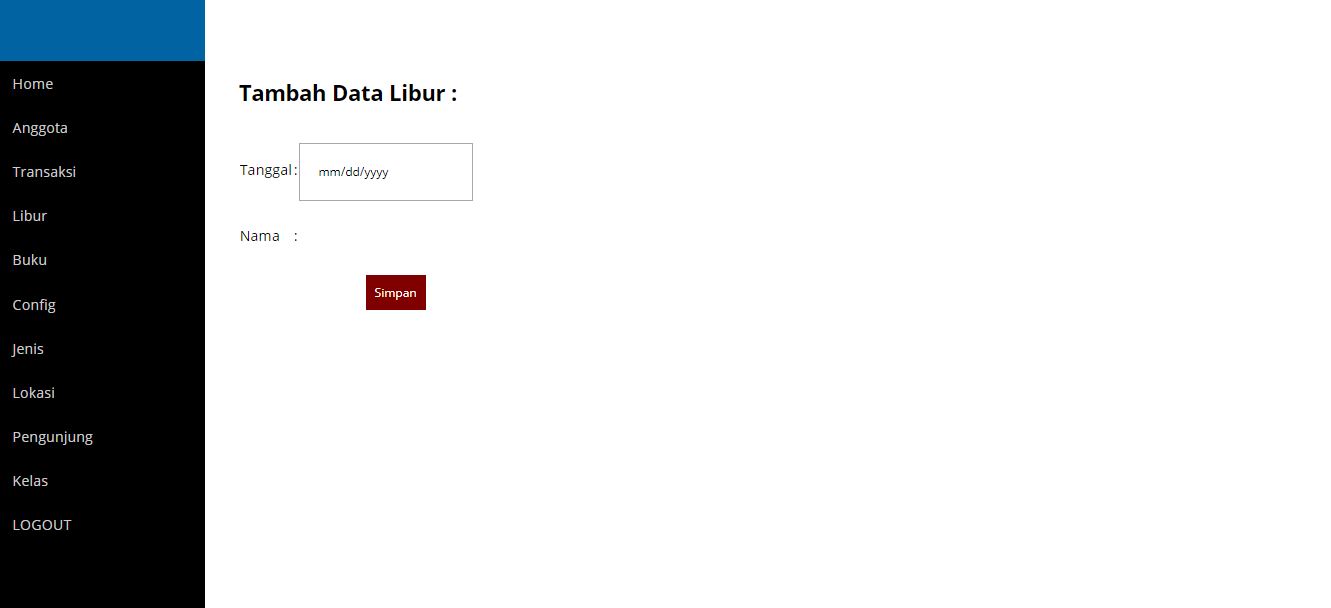 Home
Anggota
Transaksi
Libur
Buku
Config
Jenis
Lokasi
Pengunjung
Kelas
LOGOUT
Tambah Data Libur :
Tanggal : mm/dd/yyyy
Nama :
Simpan